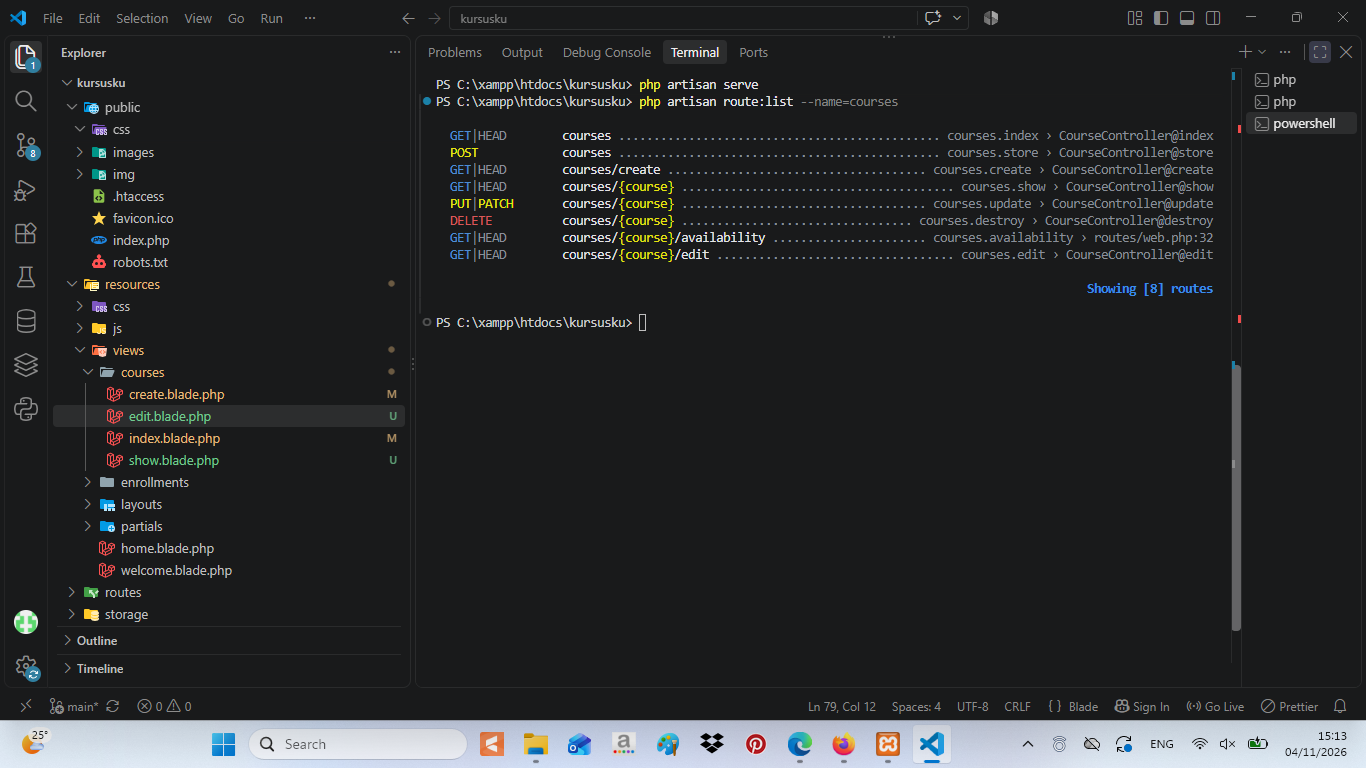 File Edit Selection View Go Run ··· kursusku
Explorer ···
kursusku
public
css
images
img
.htaccess
favicon.ico
index.php
robots.txt
resources
css
js
views
courses
create.blade.php M
edit.blade.php U
index.blade.php M
show.blade.php U
enrollments
layouts
partials
home.blade.php
welcome.blade.php
routes
storage
Outline
Timeline
1
8
Problems Output Debug Console Terminal Ports
PS C:\xampp\htdocs\kursusku> php artisan serve
PS C:\xampp\htdocs\kursusku> php artisan route:list --name=courses
GET|HEAD courses .............................................. courses.index › CourseController@index
POST courses .............................................. courses.store › CourseController@store
GET|HEAD courses/create ..................................... courses.create › CourseController@create
GET|HEAD courses/{course} ....................................... courses.show › CourseController@show
PUT|PATCH courses/{course} ................................... courses.update › CourseController@update
DELETE courses/{course} ................................. courses.destroy › CourseController@destroy
GET|HEAD courses/{course}/availability ...................... courses.availability › routes/web.php:32
GET|HEAD courses/{course}/edit .................................. courses.edit › CourseController@edit
Showing [8] routes
PS C:\xampp\htdocs\kursusku>
php
php
powershell
main* 0 0 Ln 79, Col 12 Spaces: 4 UTF-8 CRLF { } Blade Sign In Go Live Prettier
25° Search a ENG 15:13
04/11/2026